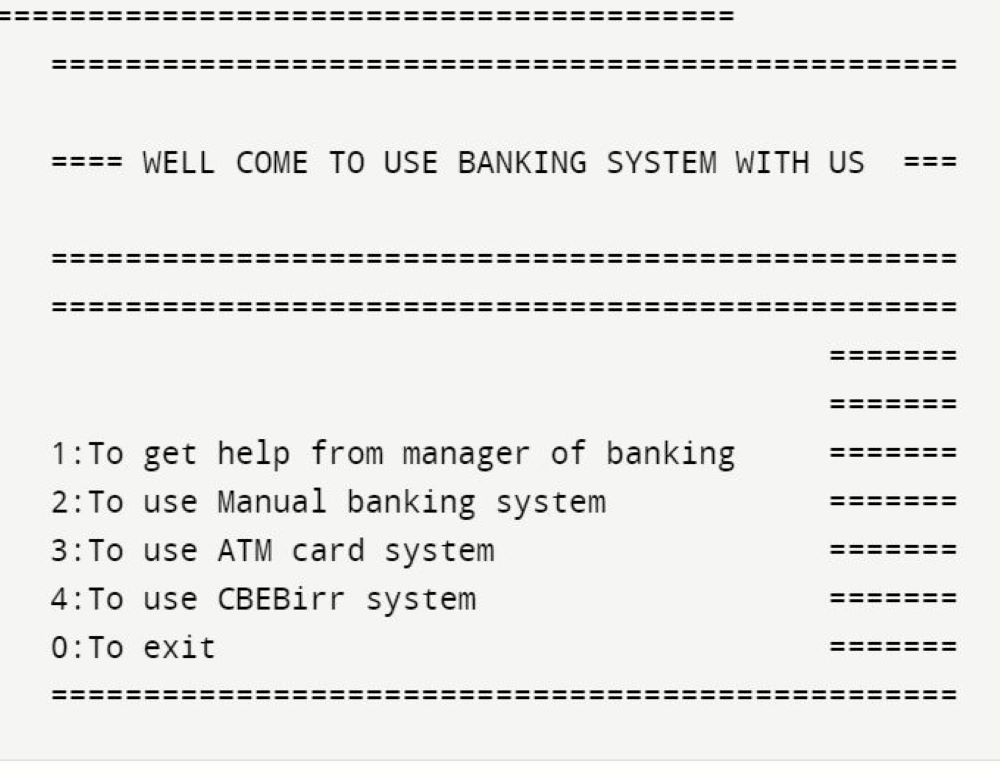 ========================================
=================================================
==== WELL COME TO USE BANKING SYSTEM WITH US  ===
=================================================
=================================================
=======
=======
1:To get help from manager of banking     =======
2:To use Manual banking system            =======
3:To use ATM card system                  =======
4:To use CBEBirr system                   =======
0:To exit                                 =======
=================================================